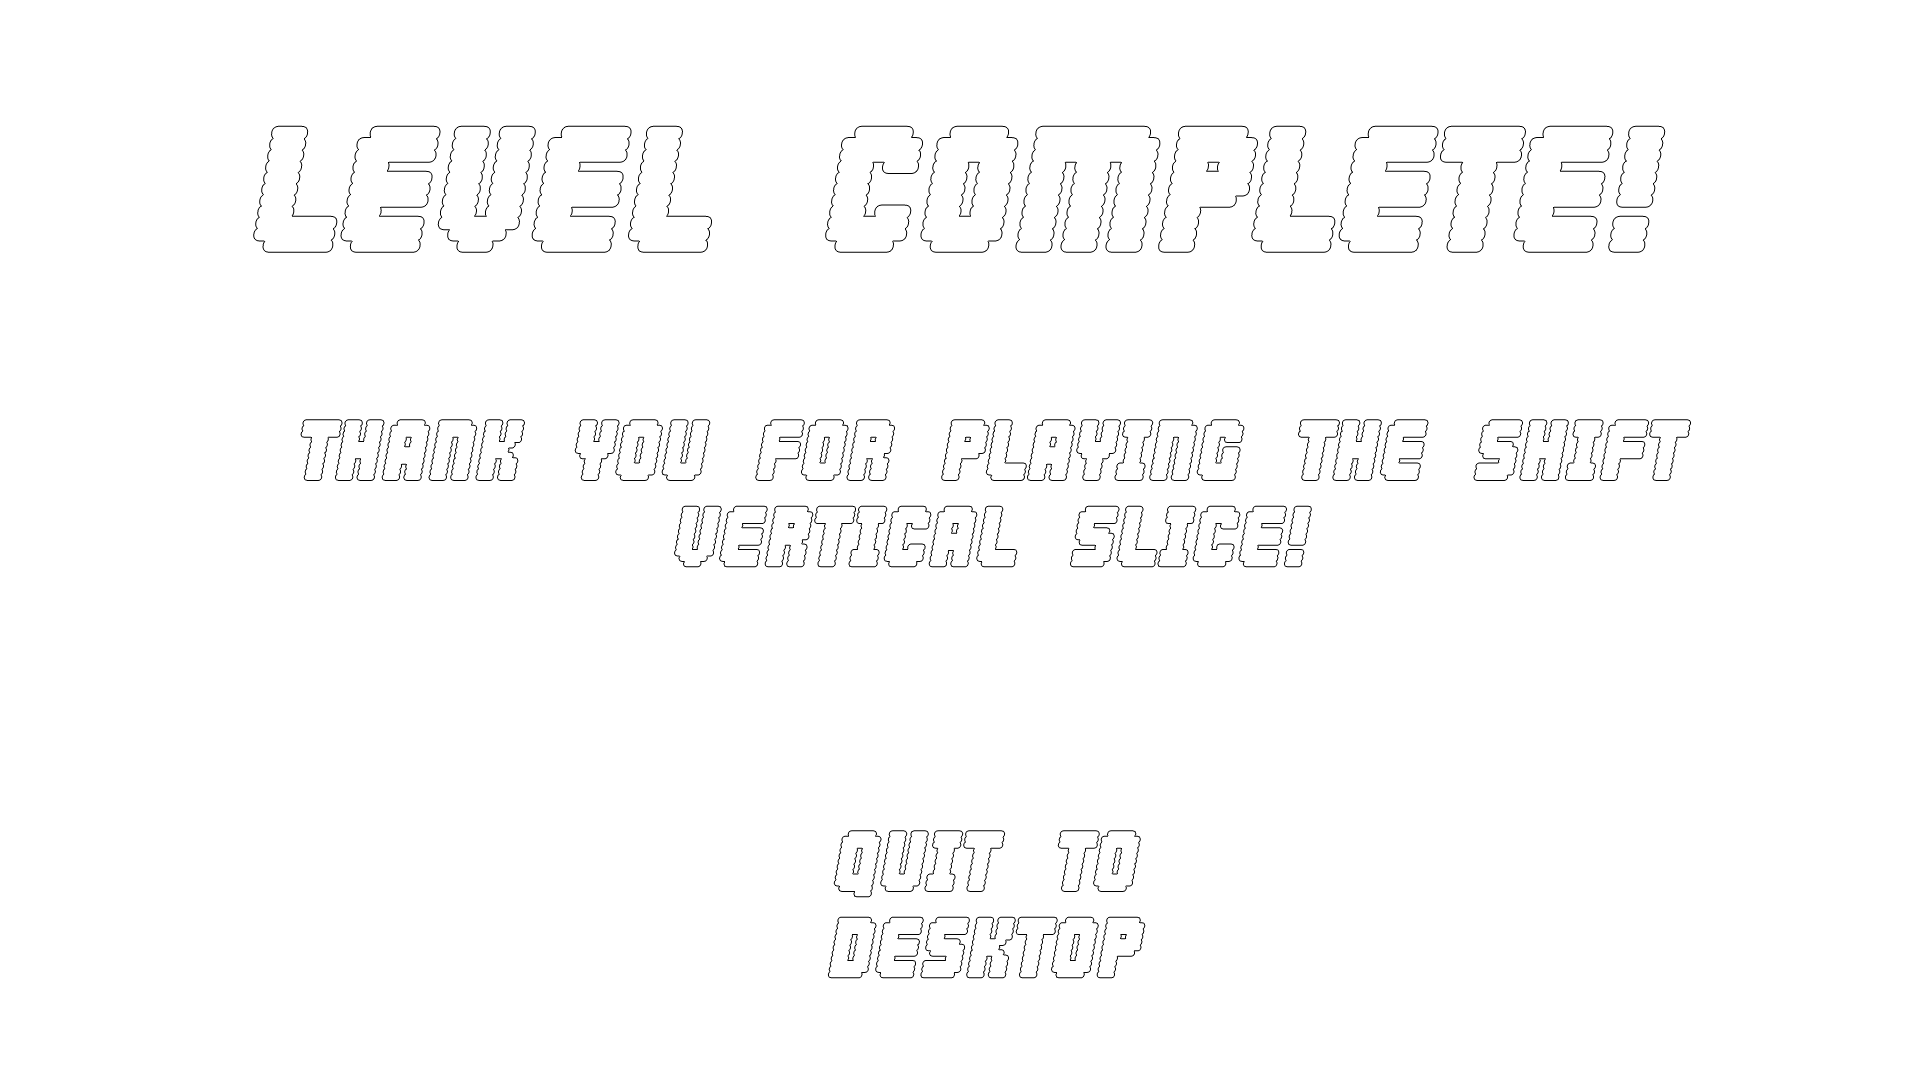 LEVEL COMPLETE!
THANK YOU FOR PLAYING THE SHIFT
VERTICAL SLICE!
QUIT TO
DESKTOP